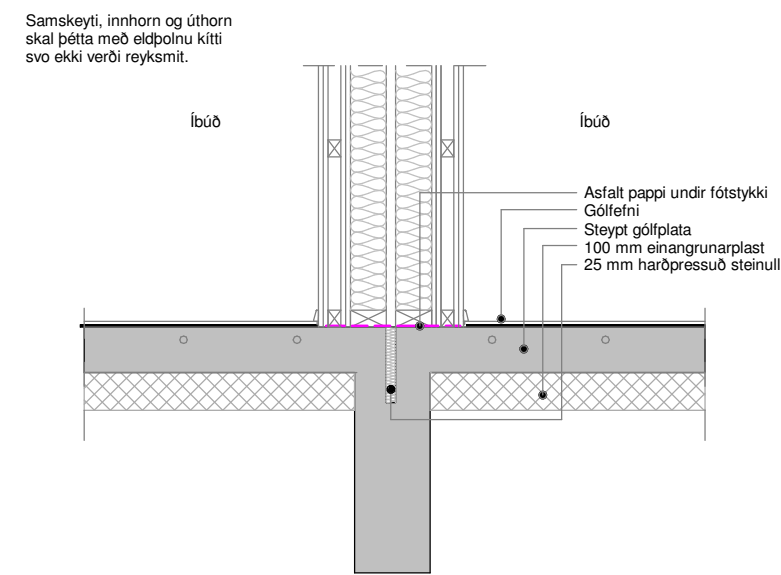 Samskeyti, innhorn og úthorn
skal þétta með eldþolnu kítti
svo ekki verði reyksmit.
Íbúð
Íbúð
Asfalt pappi undir fótstykki
Gólfefni
Steypt gólfplata
100 mm einangrunarplast
25 mm harðpressuð steinull